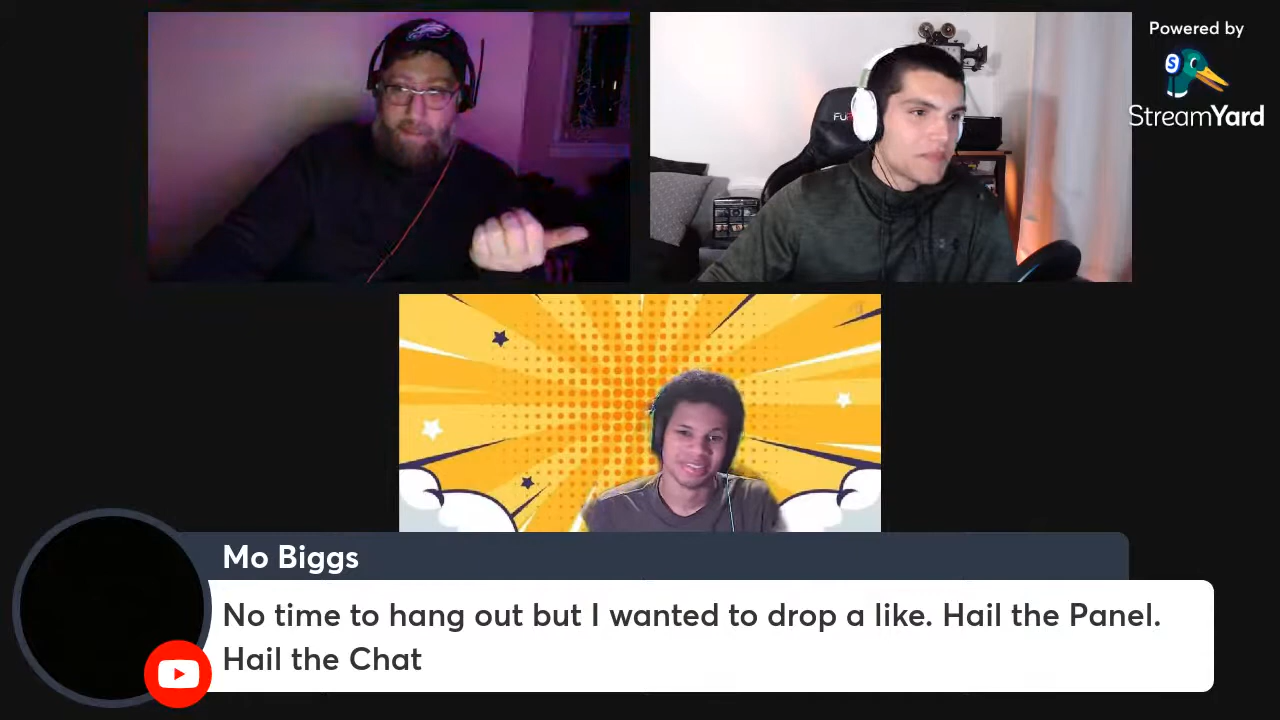 Powered by
StreamYard
FU
Mo Biggs
No time to hang out but I wanted to drop a like. Hail the Panel.
Hail the Chat